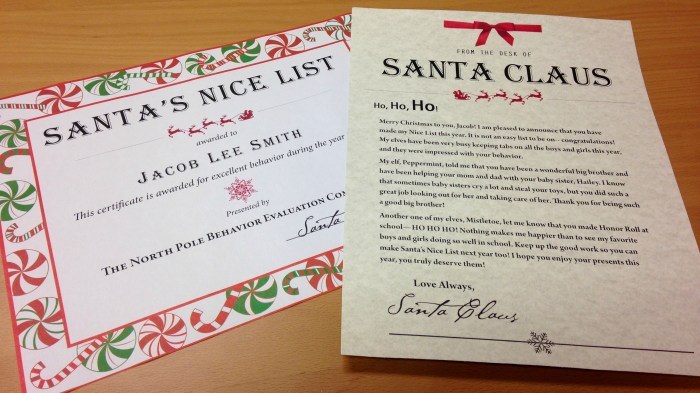 SANTA'S NICE LIST
awarded to
JACOB LEE SMITH
This certificate is awarded for excellent behavior during the year
Presented by
THE NORTH POLE BEHAVIOR EVALUATION
Santa
FROM THE DESK OF
SANTA CLAUS
Ho, Ho, Ho!
Merry Christmas to you, Jacob! I am pleased to announce that you have
made my Nice List this year. It is not an easy list to be on—congratulations!
My elves have been very busy keeping tabs on all the boys and girls this year,
and they were impressed with your behavior.
My elf, Peppermint, told me that you have been a wonderful big brother and
have been helping your mom and dad with your baby sister, Hailey. I know
that sometimes baby sisters cry a lot and steal your toys, but you did such a
great job looking out for her and taking care of her. Thank you for being such
a good big brother!
Another one of my elves, Mistletoe, let me know that you made Honor Roll at
school—HO HO HO! Nothing makes me happier than to see my favorite
boys and girls doing so well in school. Keep up the good work so you can
make Santa's Nice List next year too! I hope you enjoy your presents this
year, you truly deserve them!
Love Always,
Santa Claus